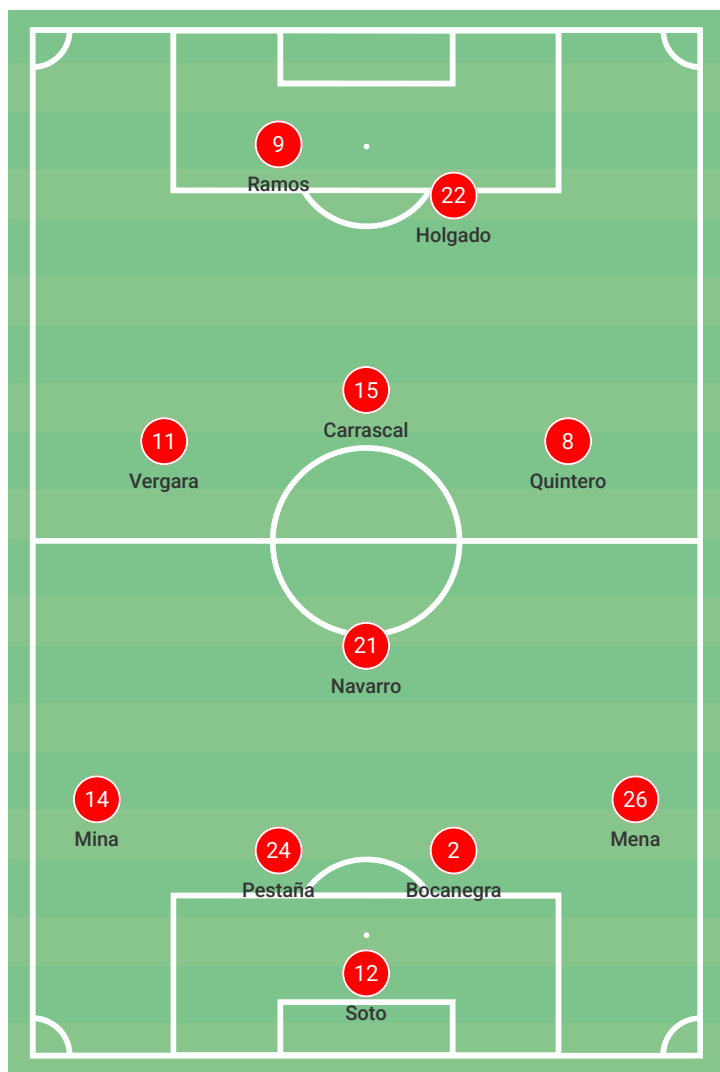 9
Ramos
22
Holgado
15
Carrascal
11
Vergara
8
Quintero
21
Navarro
14
Mina
26
Mena
24
Pestaña
2
Bocanegra
12
Soto